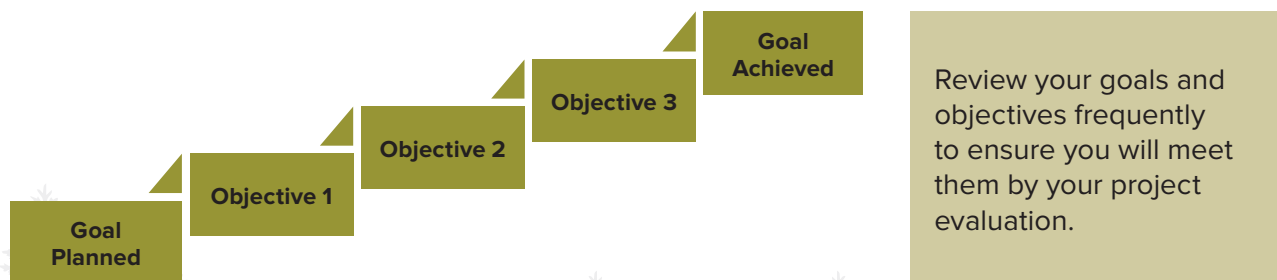 Goal
Planned
Objective 1
Objective 2
Objective 3
Goal
Achieved
Review your goals and
objectives frequently
to ensure you will meet
them by your project
evaluation.